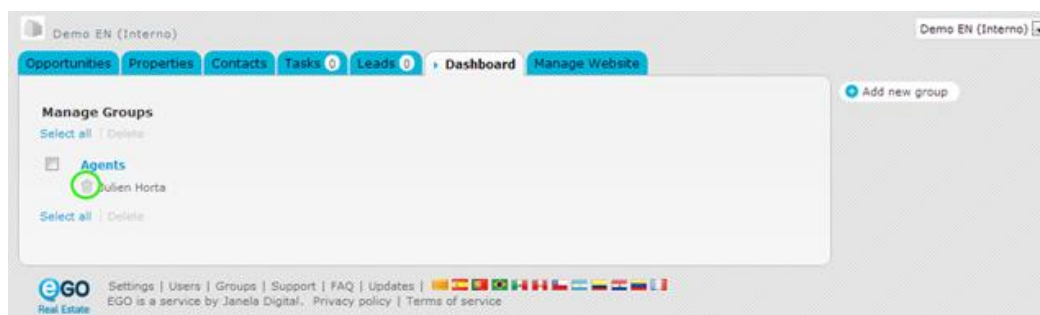 Demo EN (Interno)
Demo EN (Interno)
Opportunities Properties Contacts Tasks 0 Leads 0 Dashboard Manage Website
Add new group
Manage Groups
Select all | Delete
Agents
Julien Horta
Select all | Delete
eGO Real Estate
Settings | Users | Groups | Support | FAQ | Updates |
EGO is a service by Janela Digital. Privacy policy | Terms of service